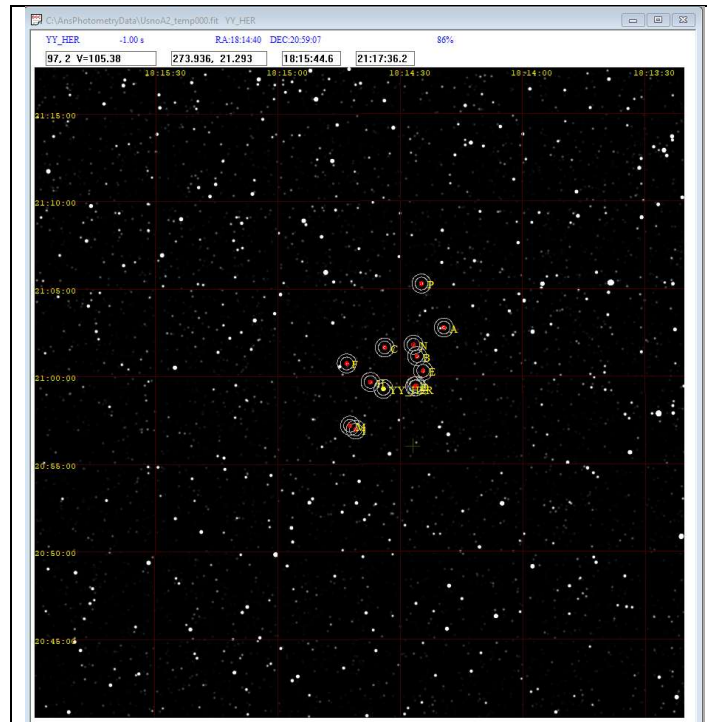 C:\AnsPhotometryData\UsnoA2_temp000.fit YY_HER
YY_HER -1.00 s RA:18:14:40 DEC:20:59:07 86%
97, 2 V=105.38 273.936, 21.293 18:15:44.6 21:17:36.2
18:15:30 18:15:00 18:14:30 18:14:00 18:13:30
21:15:00
21:10:00
21:05:00
P
A
N
C
B
F
E
21:00:00
YY_HER
20:55:00
20:50:00
20:45:00